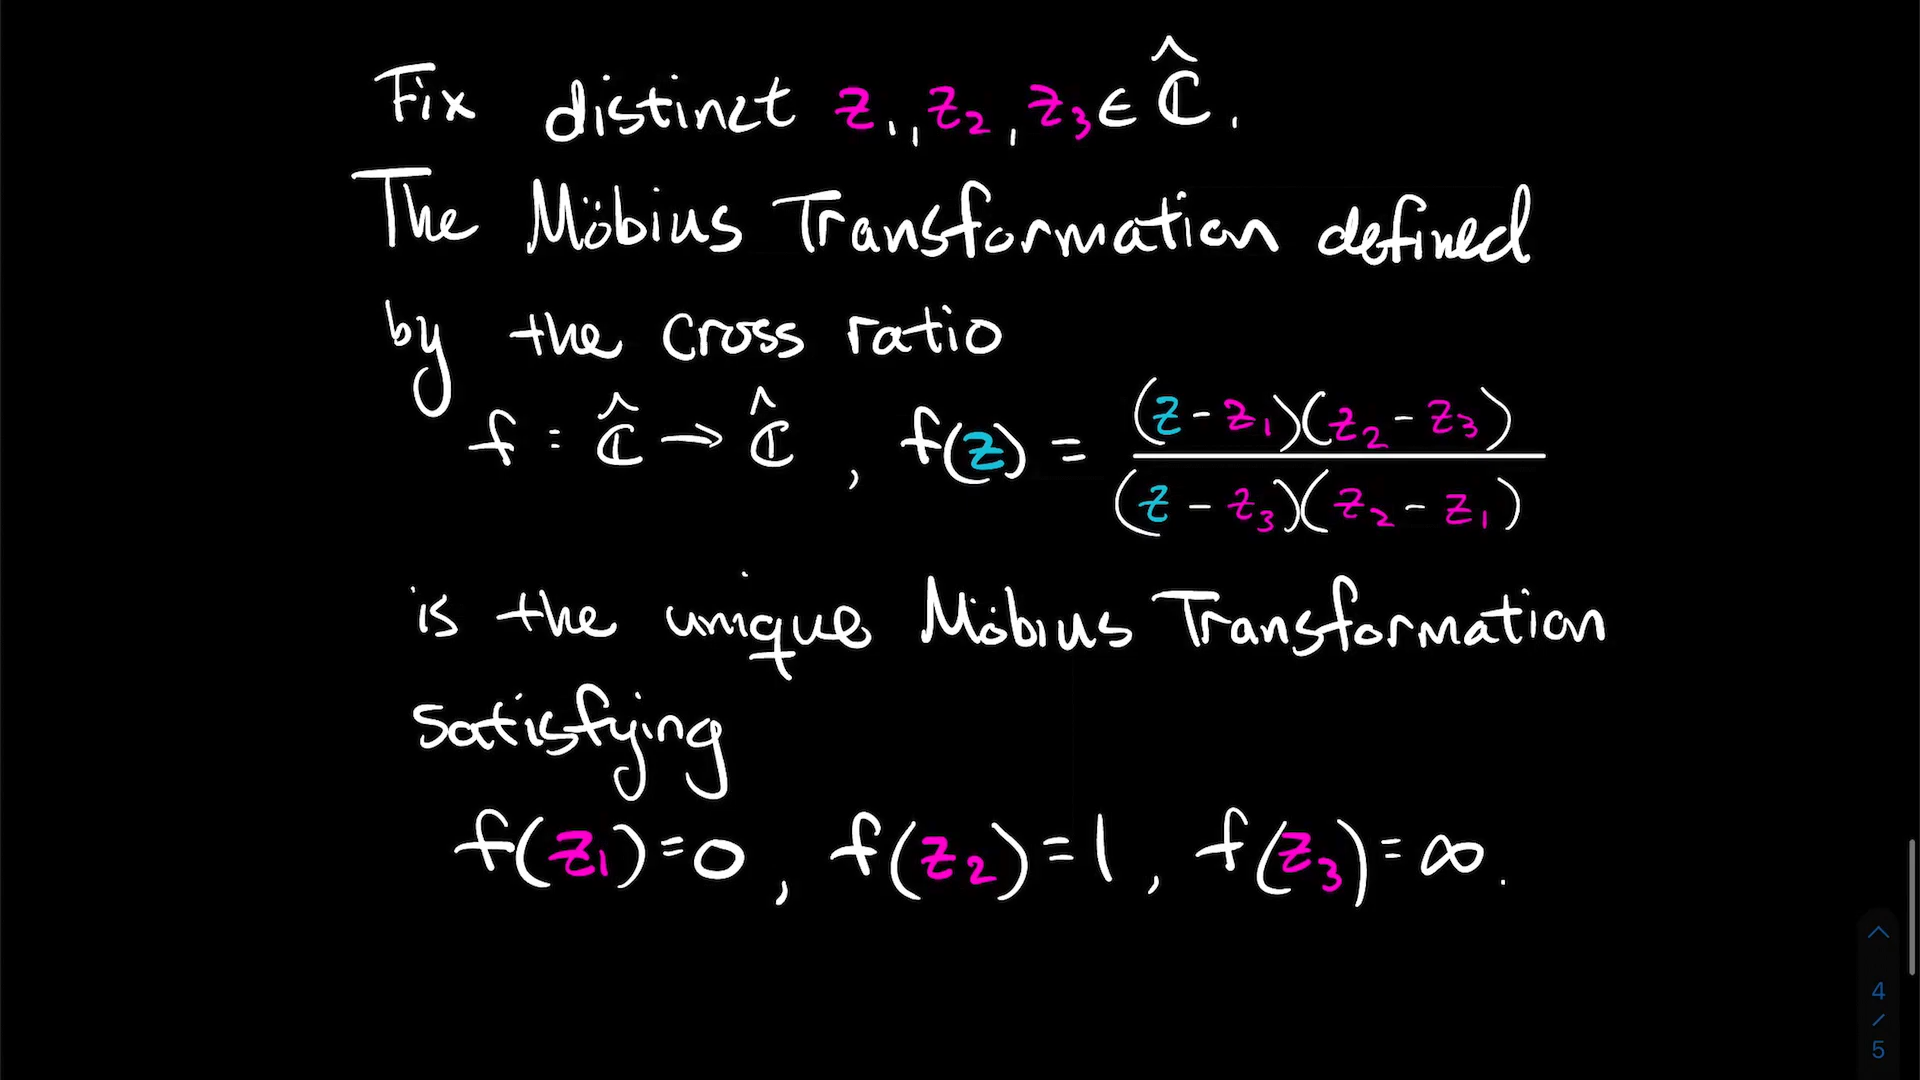 Fix distinct z₁, z₂, z₃ ∈ Ĉ.
The Möbius Transformation defined
by the cross ratio
f : Ĉ → Ĉ, f(z) = (z - z₁)(z₂ - z₃) / (z - z₃)(z₂ - z₁)
is the unique Möbius Transformation
satisfying
f(z₁)=0, f(z₂)=1, f(z₃)=∞.
4
/
5